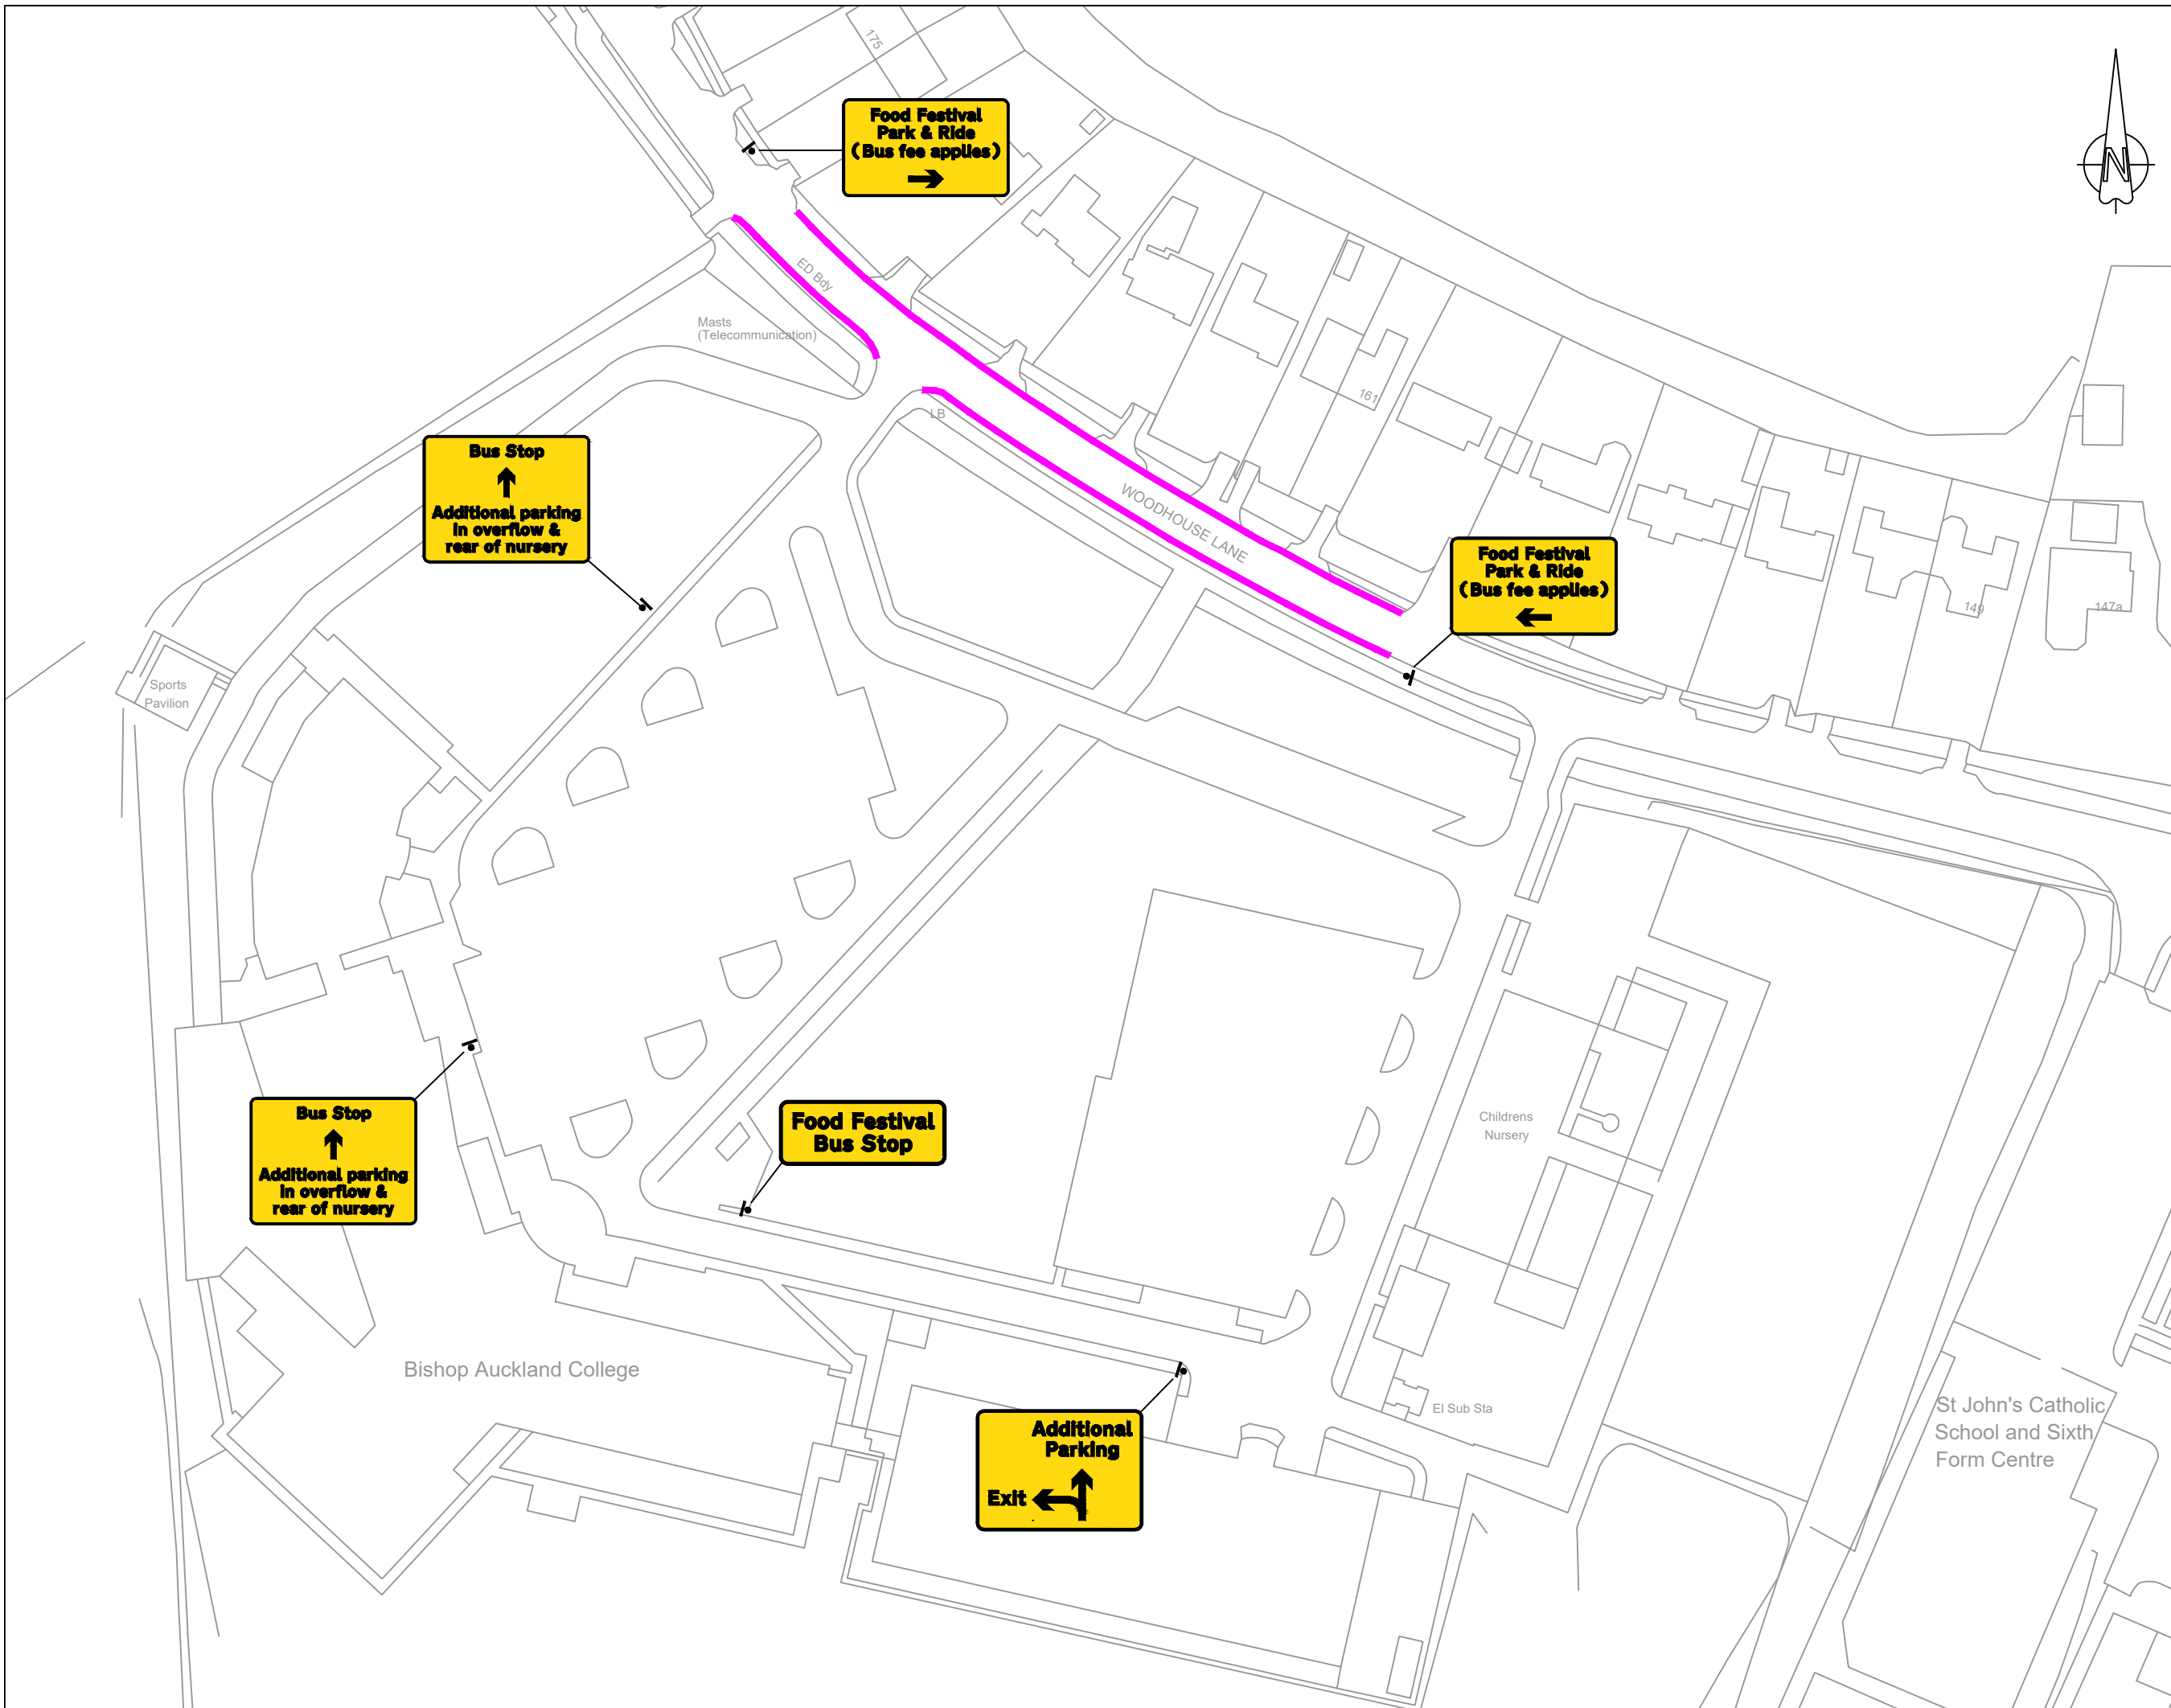 175
Food Festival
Park & Ride
(Bus fee applies)
N
ED Bdy
Masts
(Telecommunication)
161
LB
Bus Stop
Additional parking
in overflow &
rear of nursery
WOODHOUSE LANE
Food Festival
Park & Ride
(Bus fee applies)
149
147a
Sports
Pavilion
Bus Stop
Additional parking
in overflow &
rear of nursery
Food Festival
Bus Stop
Childrens
Nursery
Bishop Auckland College
El Sub Sta
St John's Catholic
School and Sixth
Form Centre
Additional
Parking
Exit